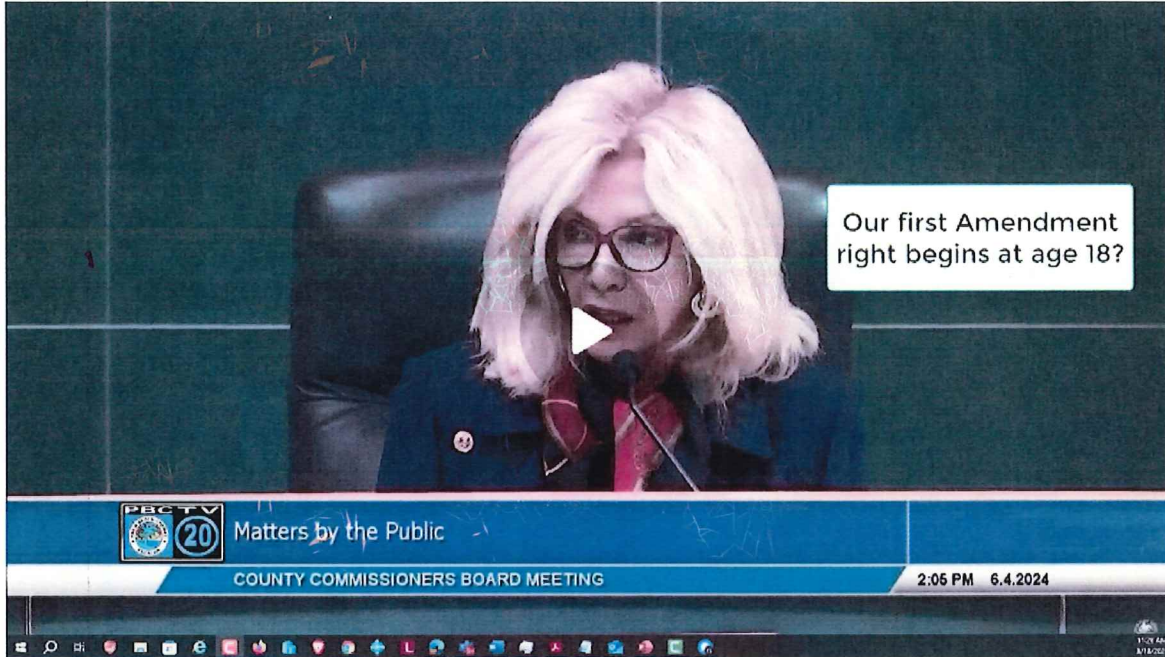 Our first Amendment
right begins at age 18?
PBCTV
20
Matters by the Public
COUNTY COMMISSIONERS BOARD MEETING
2:05 PM 6.4.2024